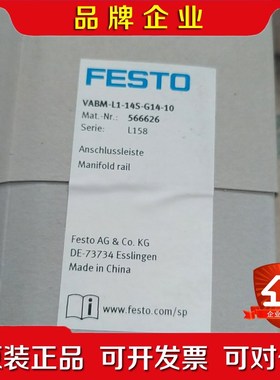 品 牌 企 业
FESTO
VABM-L1-14S-G14-10
Mat.-Nr.: 566626
Serie: L158
Anschlussleiste
Manifold rail
Festo AG & Co. KG
DE-73734 Esslingen
Made in China
i www.festo.com/sp
装正品 可开发票 可对